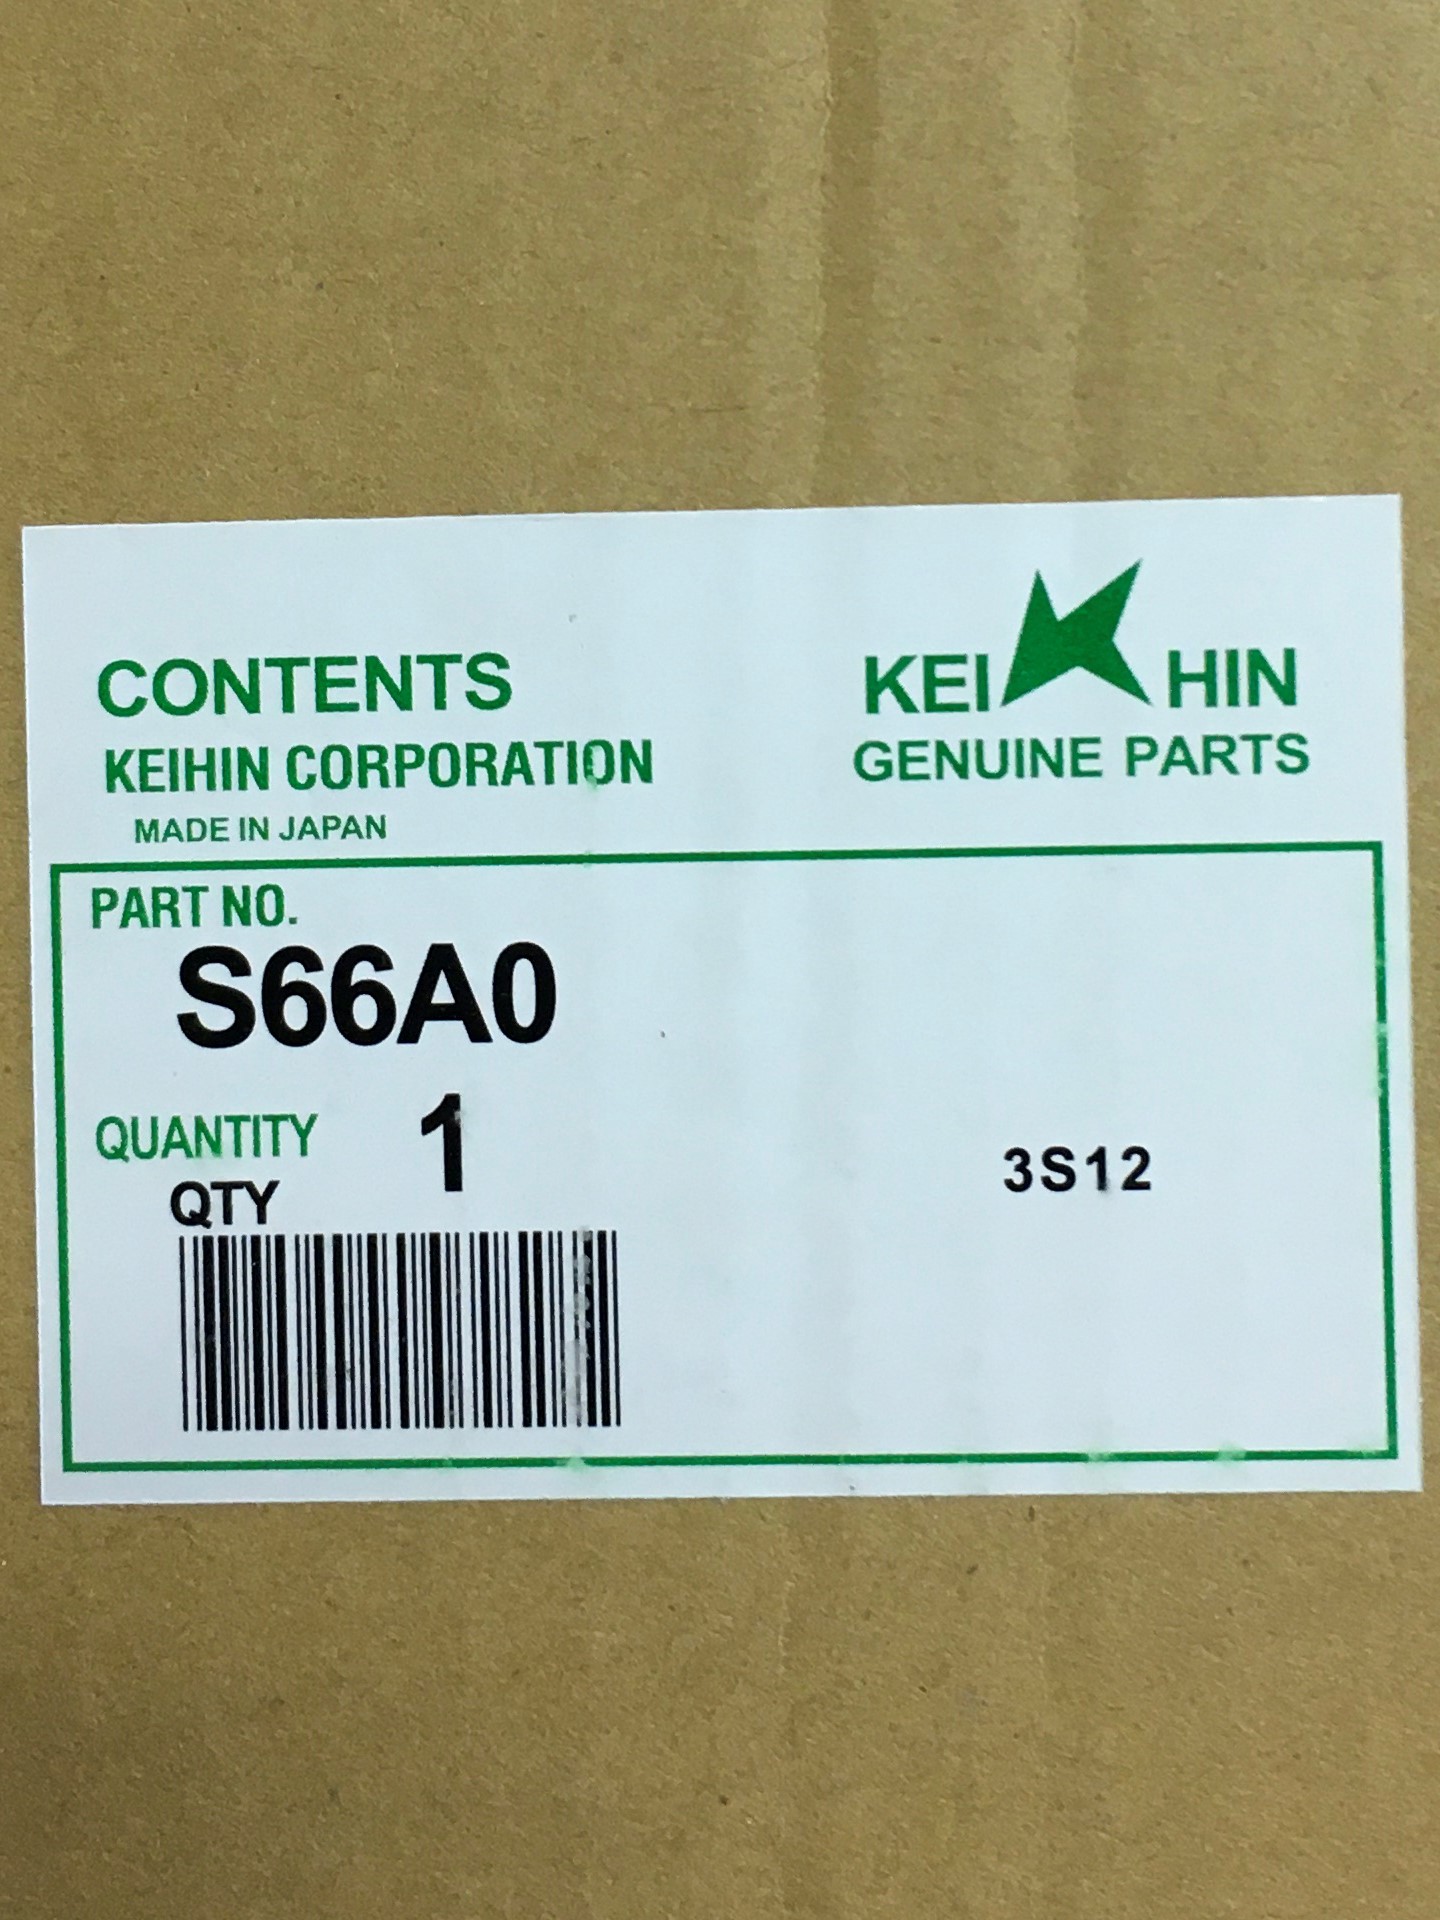 CONTENTS
KEIHIN CORPORATION
MADE IN JAPAN
KEI HIN
GENUINE PARTS
PART NO.
S66A0
QUANTITY 1
QTY
3S12